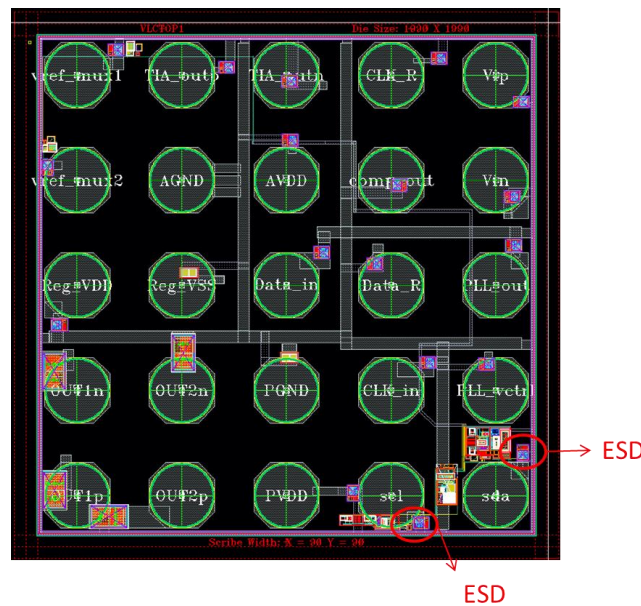 VLCTOP1 Die Size: 1990 X 1990
vref_mux1 TIA_outp TIA_outn CLK_R Vip
vref_mux2 AGND AVDD comp_out Vin
Reg_VDD Reg_VSS Data_in Data_R PLL_out
OUT1n OUT2n PGND CLK_in PLL_vctrl
ESD
OUT1p OUT2p PVDD scl sda
Scribe Width: X = 90 Y = 90
ESD